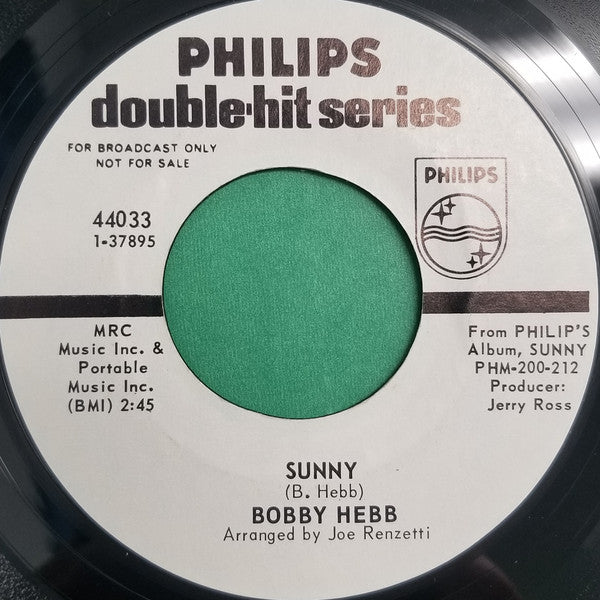 PHILIPS
double·hit series
FOR BROADCAST ONLY
NOT FOR SALE
PHILIPS
44033
1-37895
MRC
Music Inc. &
Portable
Music Inc.
(BMI) 2:45
From PHILIP'S
Album, SUNNY
PHM-200-212
Producer:
Jerry Ross
SUNNY
(B. Hebb)
BOBBY HEBB
Arranged by Joe Renzetti